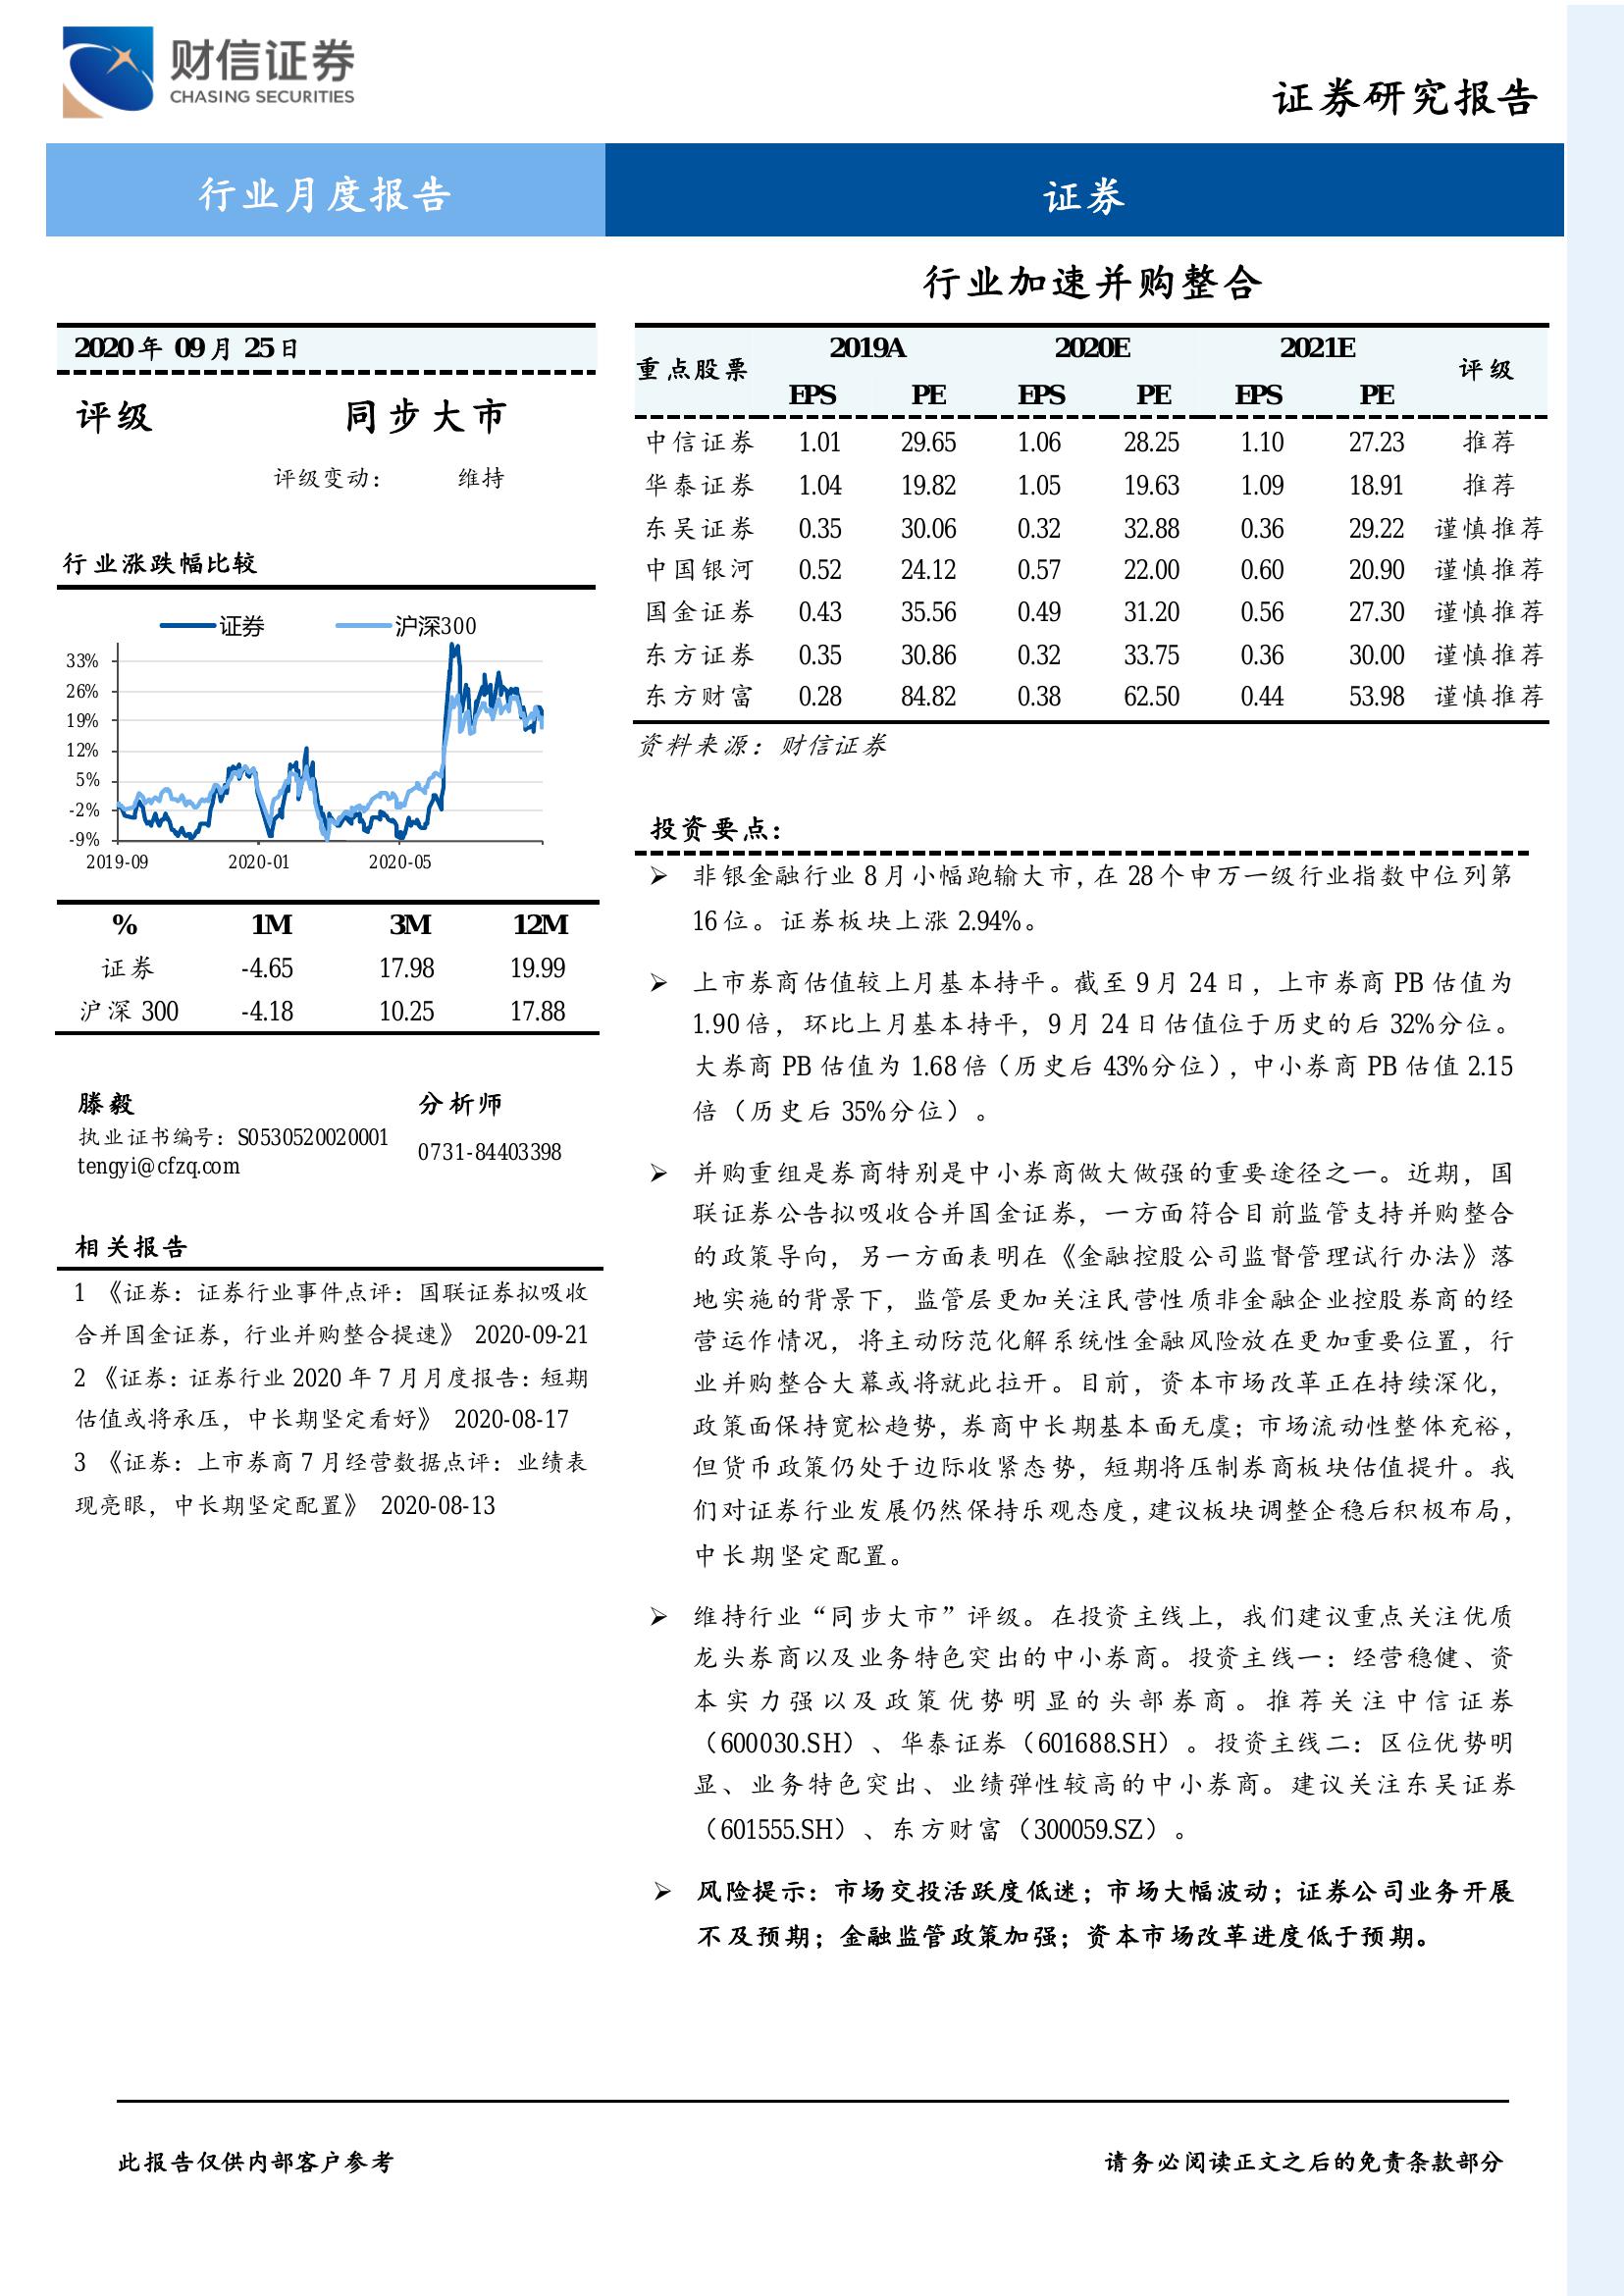 财信证券
CHASING SECURITIES
证券研究报告
行业月度报告
证券
行业加速并购整合
2020 年 09 月 25 日
评级 同步大市
评级变动： 维持
行业涨跌幅比较
证券 沪深300
33%
26%
19%
12%
5%
-2%
-9%
2019-09 2020-01 2020-05
% 1M 3M 12M
证券 -4.65 17.98 19.99
沪深 300 -4.18 10.25 17.88
滕毅 分析师
执业证书编号：S0530520020001 0731-84403398
tengyi@cfzq.com
相关报告
1 《证券：证券行业事件点评：国联证券拟吸收
合并国金证券，行业并购整合提速》 2020-09-21
2 《证券：证券行业 2020 年 7 月月度报告：短期
估值或将承压，中长期坚定看好》 2020-08-17
3 《证券：上市券商 7 月经营数据点评：业绩表
现亮眼，中长期坚定配置》 2020-08-13
重点股票 2019A 2020E 2021E 评级
EPS PE EPS PE EPS PE
中信证券 1.01 29.65 1.06 28.25 1.10 27.23 推荐
华泰证券 1.04 19.82 1.05 19.63 1.09 18.91 推荐
东吴证券 0.35 30.06 0.32 32.88 0.36 29.22 谨慎推荐
中国银河 0.52 24.12 0.57 22.00 0.60 20.90 谨慎推荐
国金证券 0.43 35.56 0.49 31.20 0.56 27.30 谨慎推荐
东方证券 0.35 30.86 0.32 33.75 0.36 30.00 谨慎推荐
东方财富 0.28 84.82 0.38 62.50 0.44 53.98 谨慎推荐
资料来源：财信证券
投资要点：
➢ 非银金融行业 8 月小幅跑输大市，在 28 个申万一级行业指数中位列第
16 位。证券板块上涨 2.94%。
➢ 上市券商估值较上月基本持平。截至 9 月 24 日，上市券商 PB 估值为
1.90 倍，环比上月基本持平，9 月 24 日估值位于历史的后 32%分位。
大券商 PB 估值为 1.68 倍（历史后 43%分位），中小券商 PB 估值 2.15
倍（历史后 35%分位）。
➢ 并购重组是券商特别是中小券商做大做强的重要途径之一。近期，国
联证券公告拟吸收合并国金证券，一方面符合目前监管支持并购整合
的政策导向，另一方面表明在《金融控股公司监督管理试行办法》落
地实施的背景下，监管层更加关注民营性质非金融企业控股券商的经
营运作情况，将主动防范化解系统性金融风险放在更加重要位置，行
业并购整合大幕或将就此拉开。目前，资本市场改革正在持续深化，
政策面保持宽松趋势，券商中长期基本面无虞；市场流动性整体充裕，
但货币政策仍处于边际收紧态势，短期将压制券商板块估值提升。我
们对证券行业发展仍然保持乐观态度，建议板块调整企稳后积极布局，
中长期坚定配置。
➢ 维持行业“同步大市”评级。在投资主线上，我们建议重点关注优质
龙头券商以及业务特色突出的中小券商。投资主线一：经营稳健、资
本实力强以及政策优势明显的头部券商。推荐关注中信证券
（600030.SH）、华泰证券（601688.SH）。投资主线二：区位优势明
显、业务特色突出、业绩弹性较高的中小券商。建议关注东吴证券
（601555.SH）、东方财富（300059.SZ）。
➢ 风险提示：市场交投活跃度低迷；市场大幅波动；证券公司业务开展
不及预期；金融监管政策加强；资本市场改革进度低于预期。
此报告仅供内部客户参考 请务必阅读正文之后的免责条款部分